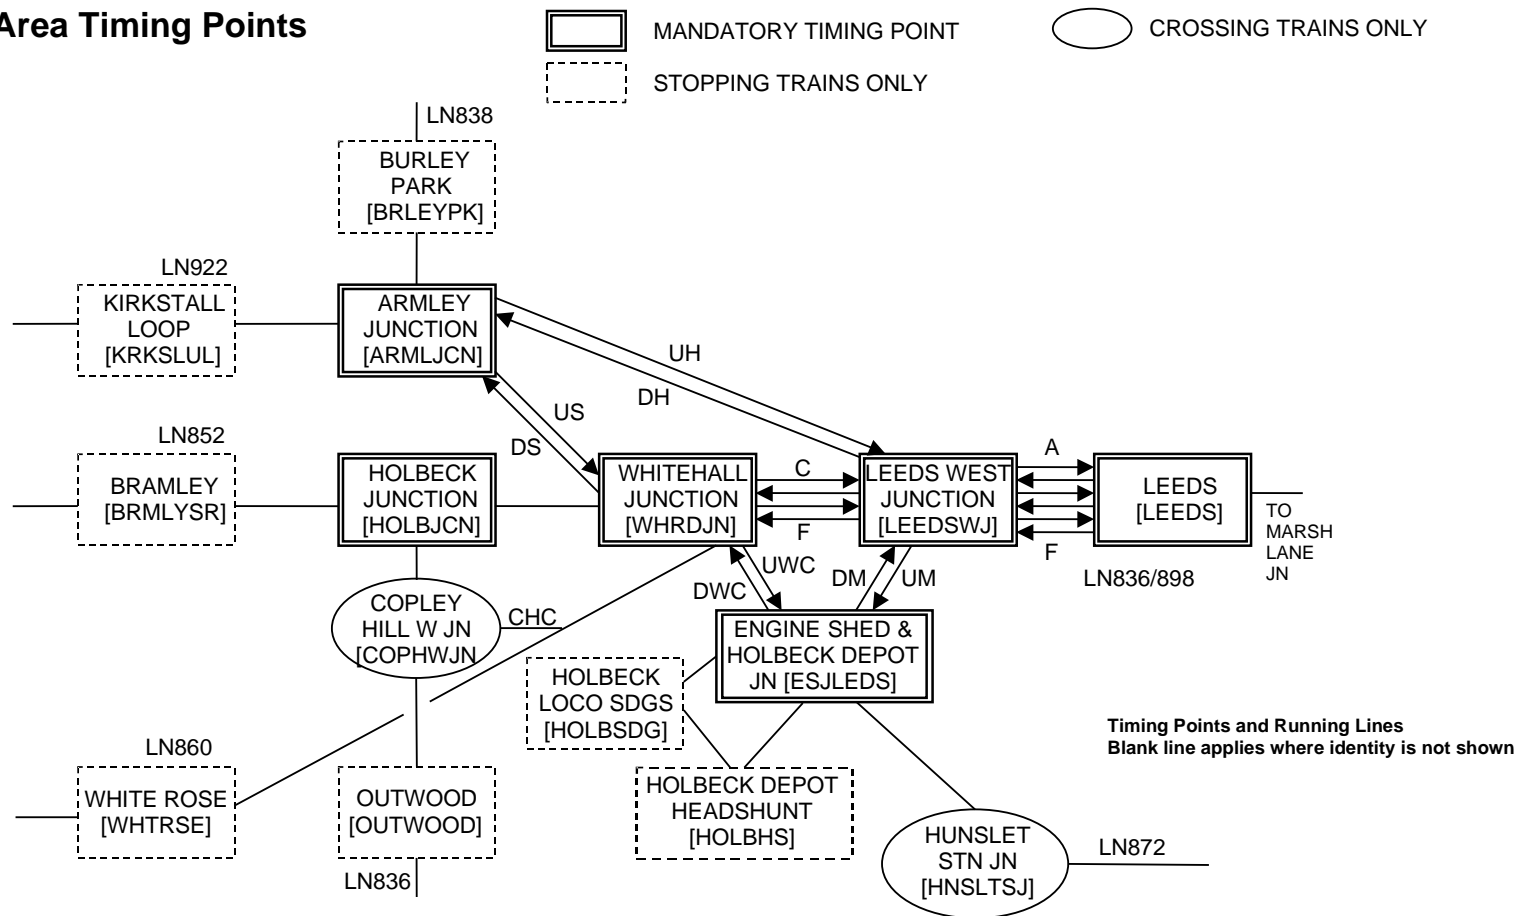 Area Timing Points
MANDATORY TIMING POINT
CROSSING TRAINS ONLY
STOPPING TRAINS ONLY
LN838
BURLEY
PARK
[BRLEYPK]
LN922
KIRKSTALL
LOOP
[KRKSLUL]
ARMLEY
JUNCTION
[ARMLJCN]
UH
DH
US
DS
LN852
BRAMLEY
[BRMLYSR]
HOLBECK
JUNCTION
[HOLBJCN]
WHITEHALL
JUNCTION
[WHRDJN]
C
F
LEEDS WEST
JUNCTION
[LEEDSWJ]
A
F
LEEDS
[LEEDS]
TO
MARSH
LANE
JN
LN836/898
UWC
DWC
DM
UM
COPLEY
HILL W JN
[COPHWJN
CHC
ENGINE SHED &
HOLBECK DEPOT
JN [ESJLEDS]
HOLBECK
LOCO SDGS
[HOLBSDG]
Timing Points and Running Lines
Blank line applies where identity is not shown
LN860
WHITE ROSE
[WHTRSE]
OUTWOOD
[OUTWOOD]
LN836
HOLBECK DEPOT
HEADSHUNT
[HOLBHS]
HUNSLET
STN JN
[HNSLTSJ]
LN872